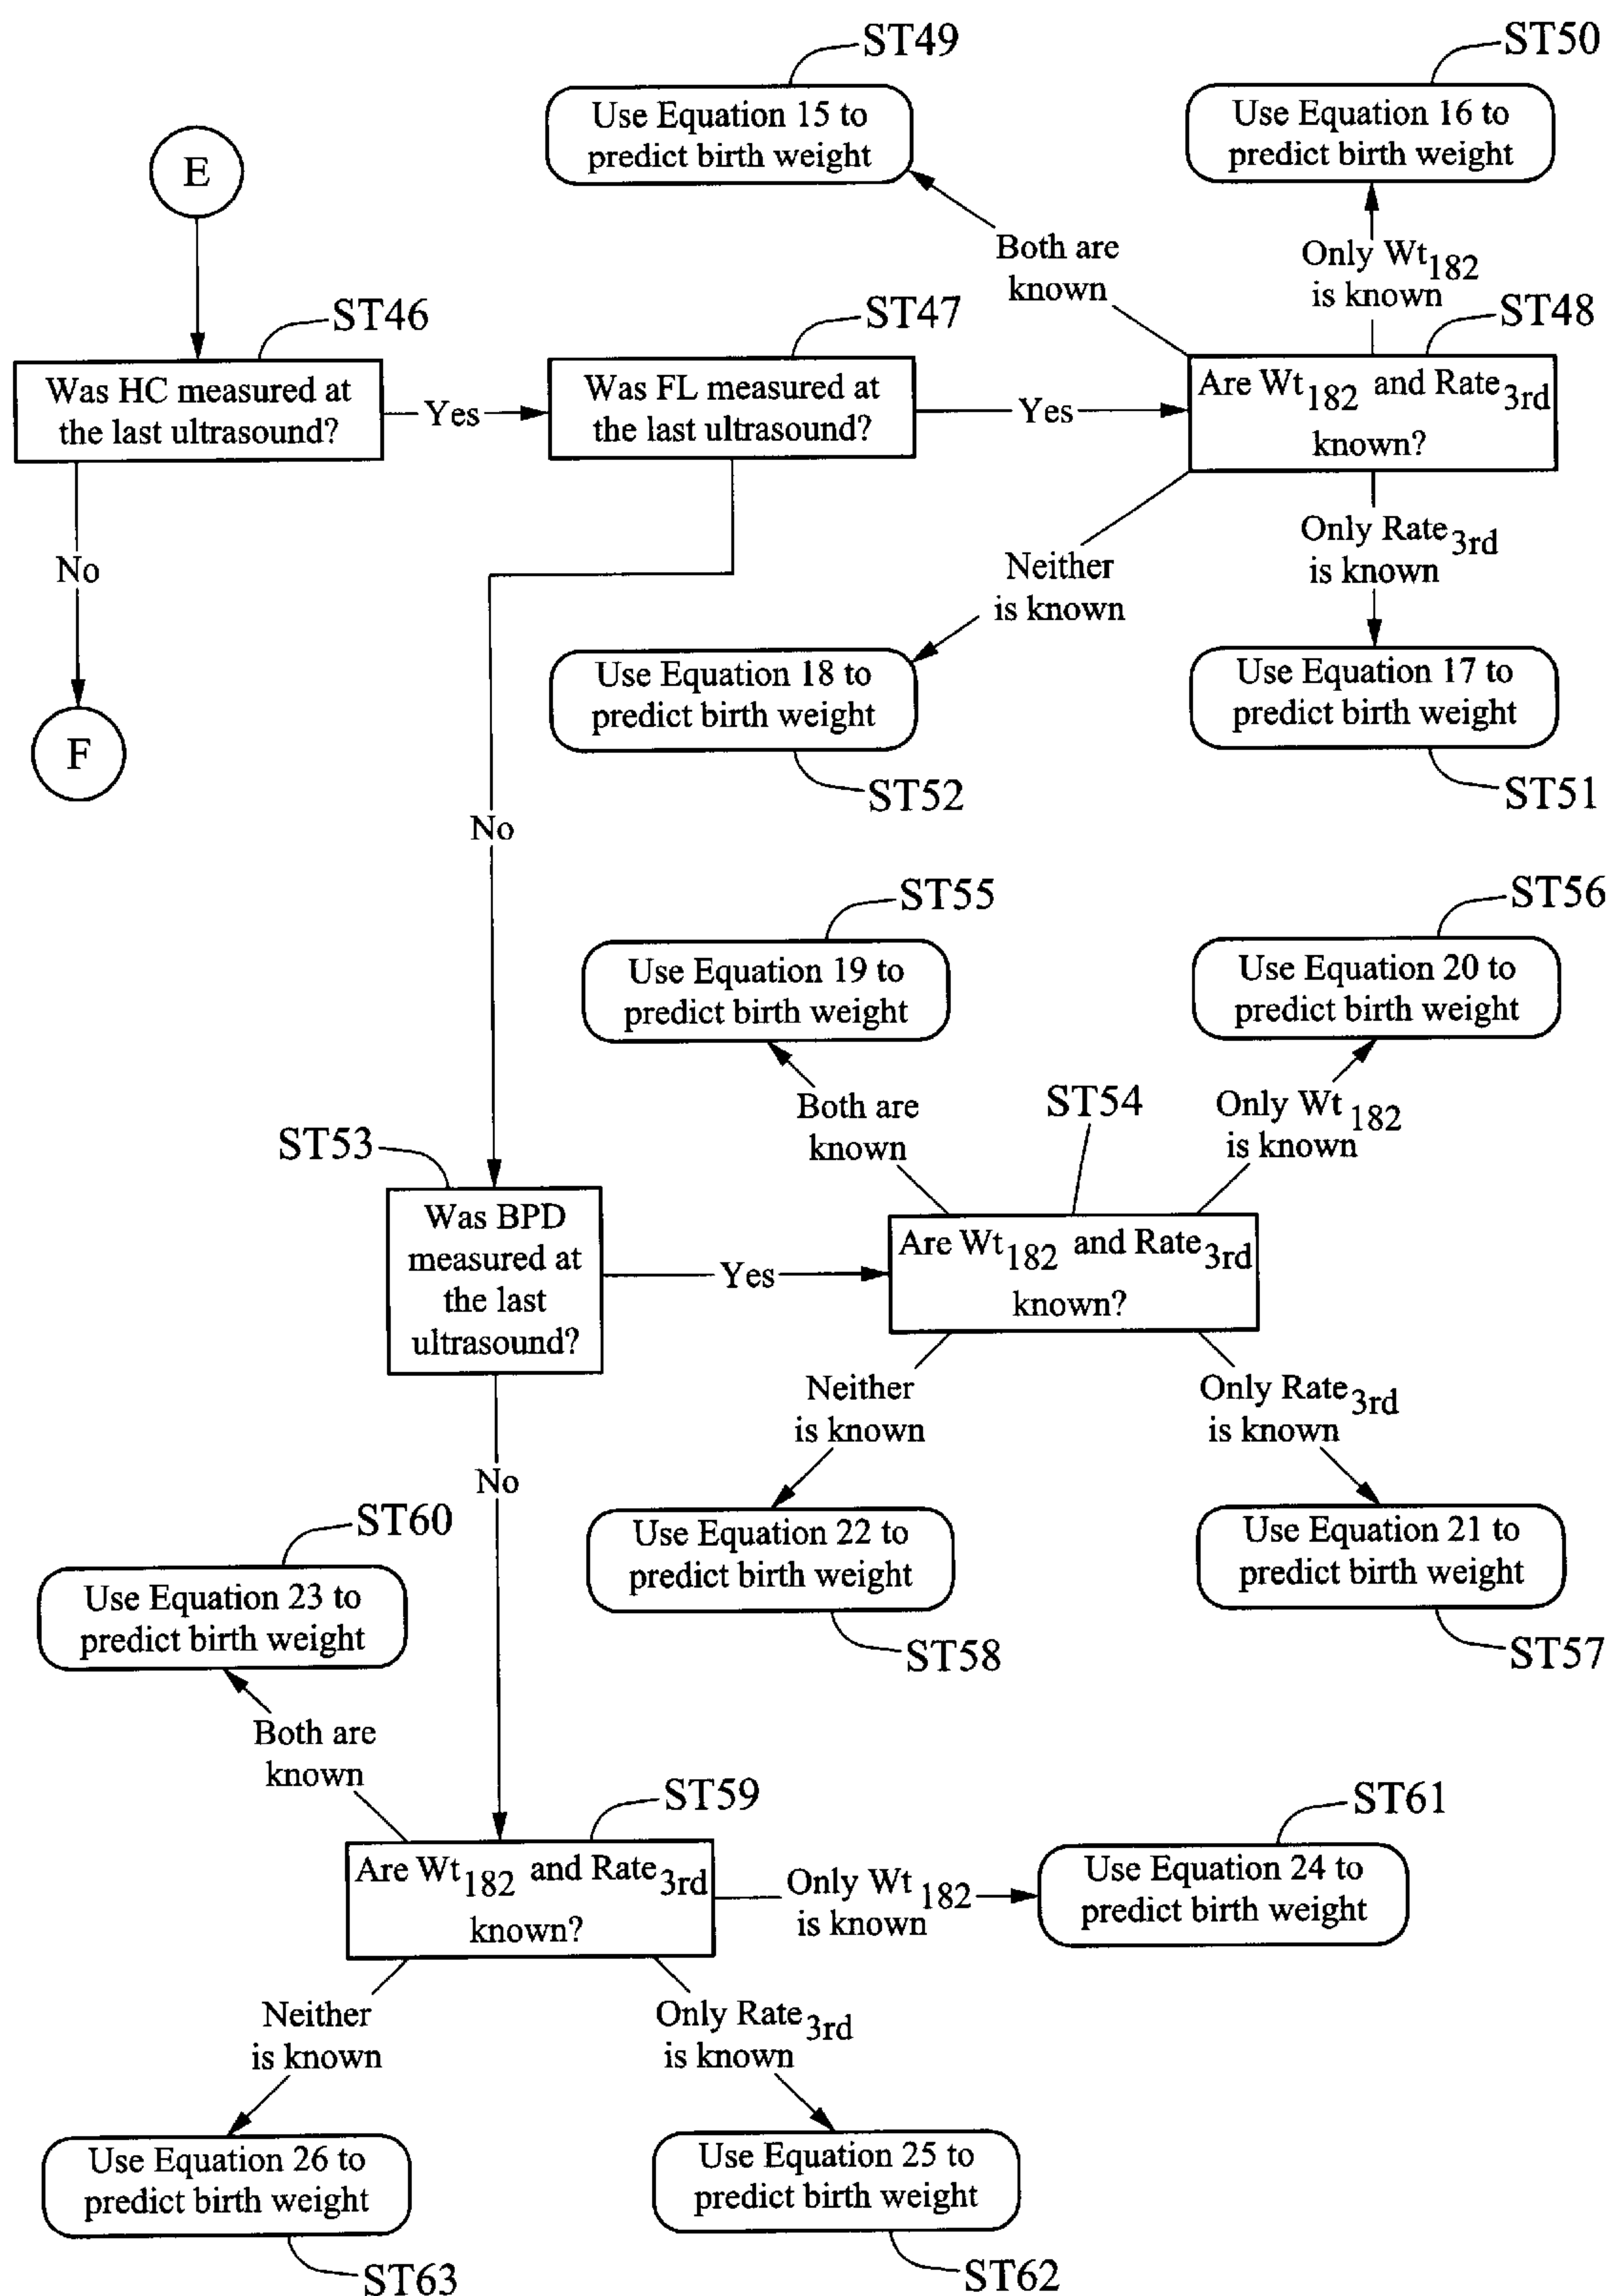 ST49
Use Equation 15 to
predict birth weight
ST50
Use Equation 16 to
predict birth weight
E
Both are
known
Only Wt182
is known
ST46
Was HC measured at
the last ultrasound?
Yes
ST47
Was FL measured at
the last ultrasound?
Yes
ST48
Are Wt182 and Rate3rd
known?
No
F
Neither
is known
Only Rate3rd
is known
Use Equation 18 to
predict birth weight
ST52
Use Equation 17 to
predict birth weight
ST51
No
ST55
Use Equation 19 to
predict birth weight
ST56
Use Equation 20 to
predict birth weight
Both are
known
ST54
Only Wt182
is known
ST53
Was BPD
measured at
the last
ultrasound?
Yes
Are Wt182 and Rate3rd
known?
Neither
is known
Only Rate3rd
is known
No
Use Equation 22 to
predict birth weight
ST58
Use Equation 21 to
predict birth weight
ST57
ST60
Use Equation 23 to
predict birth weight
Both are
known
ST59
Are Wt182 and Rate3rd
known?
Only Wt182
is known
ST61
Use Equation 24 to
predict birth weight
Neither
is known
Only Rate3rd
is known
Use Equation 26 to
predict birth weight
ST63
Use Equation 25 to
predict birth weight
ST62